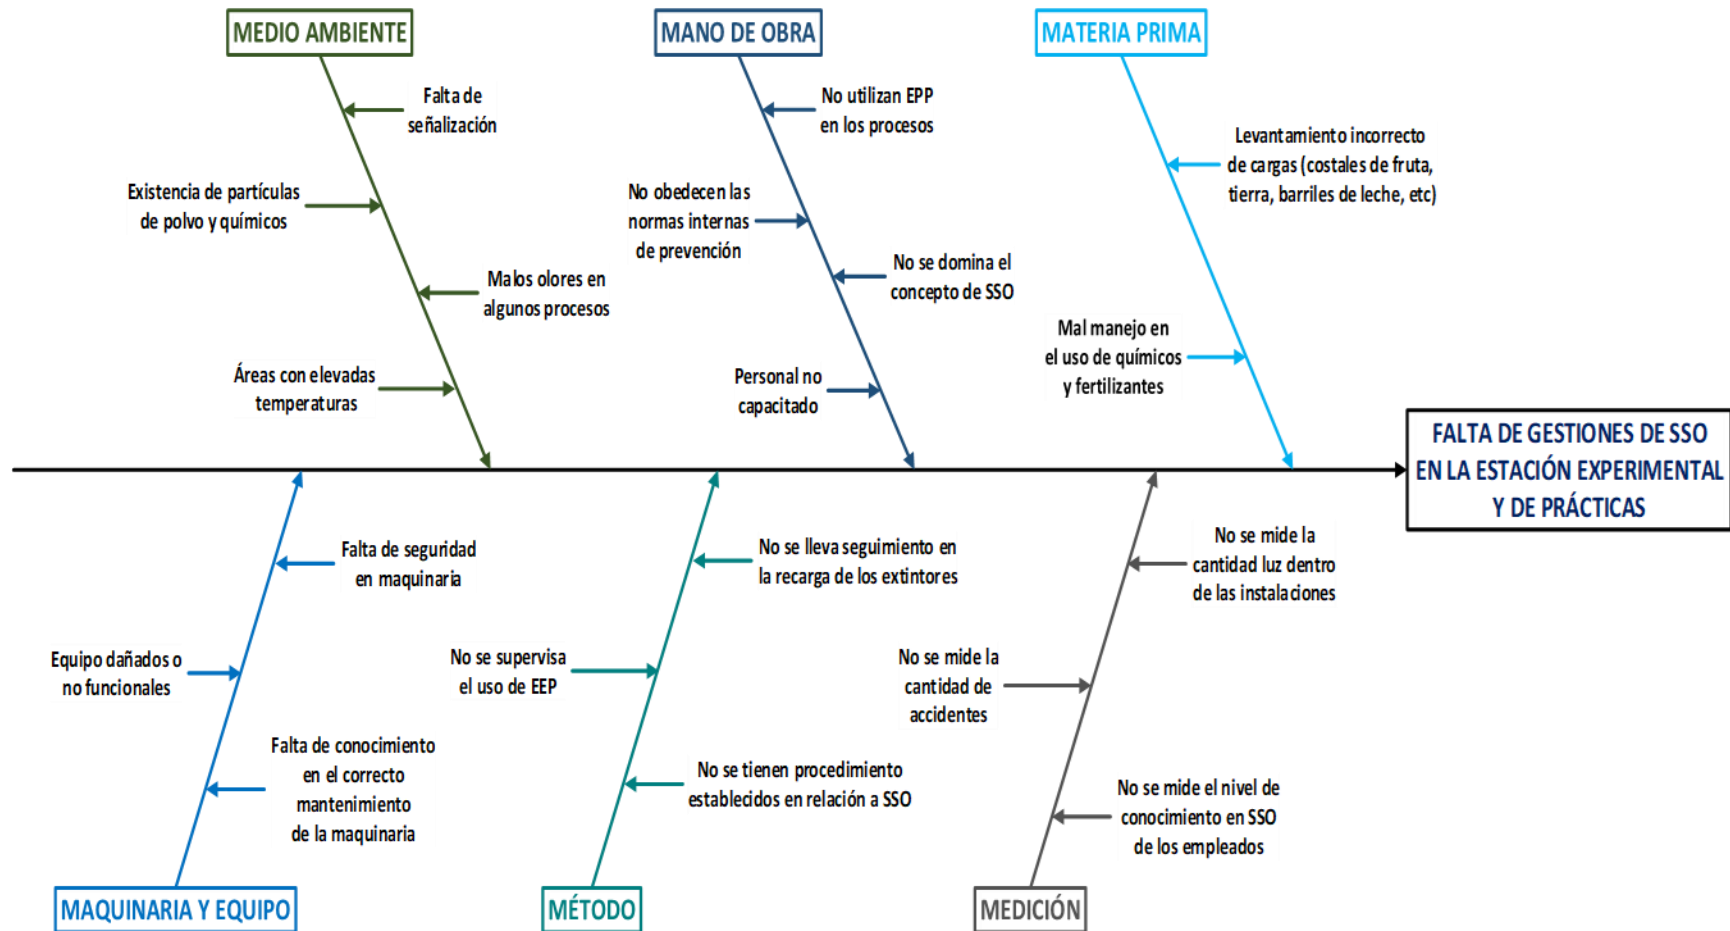 MEDIO AMBIENTE
Falta de
señalización
Existencia de partículas
de polvo y químicos
Malos olores en
algunos procesos
Áreas con elevadas
temperaturas
MANO DE OBRA
No utilizan EPP
en los procesos
No obedecen las
normas internas
de prevención
No se domina el
concepto de SSO
Personal no
capacitado
MATERIA PRIMA
Levantamiento incorrecto
de cargas (costales de fruta,
tierra, barriles de leche, etc)
Mal manejo en
el uso de químicos
y fertilizantes
FALTA DE GESTIONES DE SSO
EN LA ESTACIÓN EXPERIMENTAL
Y DE PRÁCTICAS
Falta de seguridad
en maquinaria
Equipo dañados o
no funcionales
Falta de conocimiento
en el correcto
mantenimiento
de la maquinaria
MAQUINARIA Y EQUIPO
No se lleva seguimiento en
la recarga de los extintores
No se supervisa
el uso de EEP
No se tienen procedimiento
establecidos en relación a SSO
MÉTODO
No se mide la
cantidad luz dentro
de las instalaciones
No se mide la
cantidad de
accidentes
No se mide el nivel de
conocimiento en SSO
de los empleados
MEDICIÓN